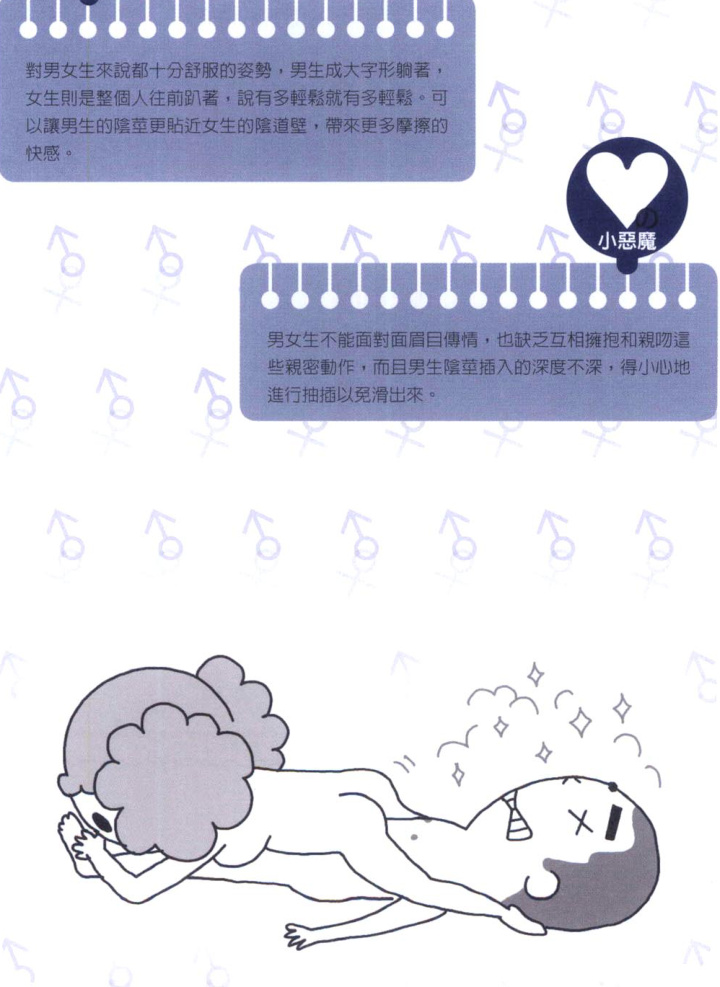 對男女生來說都十分舒服的姿勢，男生成大字形躺著，
女生則是整個人往前趴著，說有多輕鬆就有多輕鬆。可
以讓男生的陰莖更貼近女生的陰道壁，帶來更多摩擦的
快感。
の
小惡魔
男女生不能面對面眉目傳情，也缺乏互相擁抱和親吻這
些親密動作，而且男生陰莖插入的深度不深，得小心地
進行抽插以免滑出來。